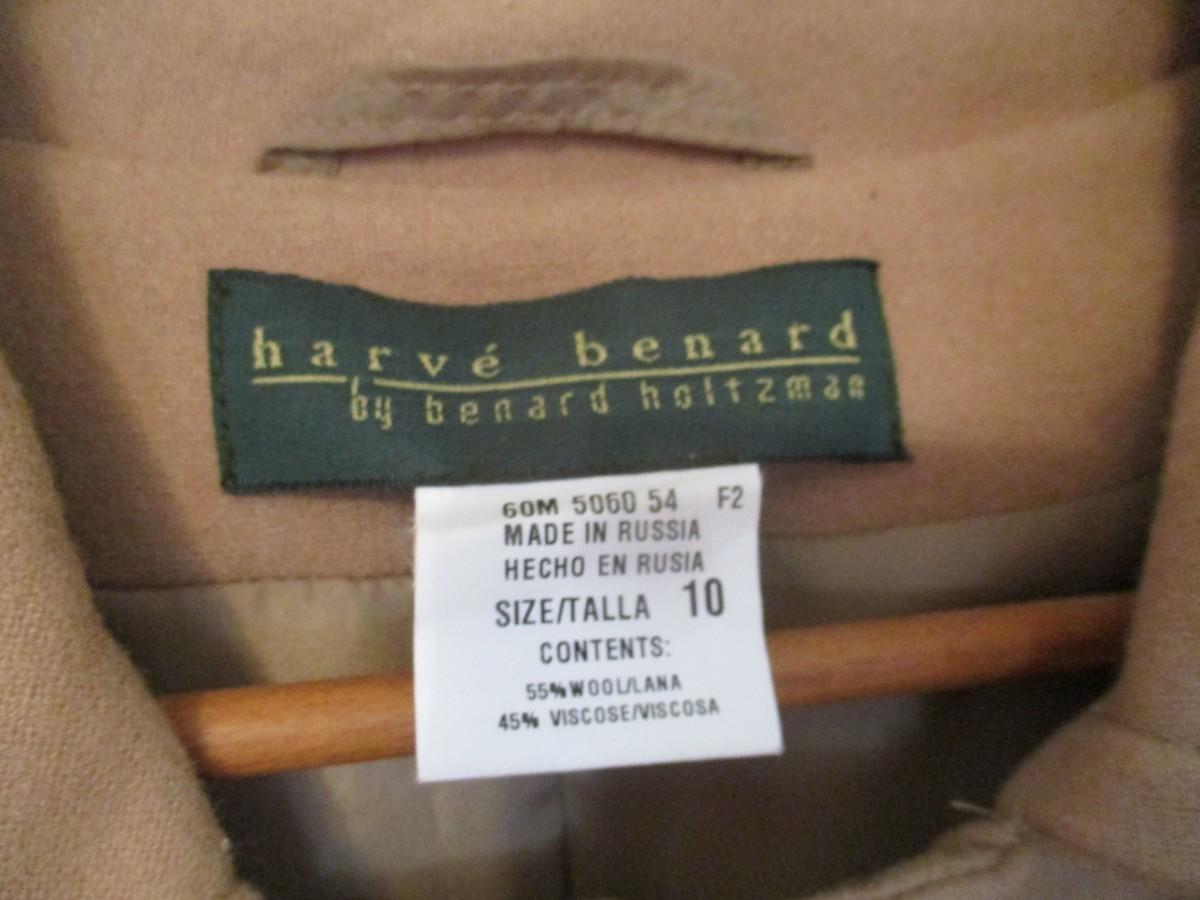 harvé benard
by benard holtzman
60M 5060 54 F2
MADE IN RUSSIA
HECHO EN RUSIA
SIZE/TALLA 10
CONTENTS:
55% WOOL/LANA
45% VISCOSE/VISCOSA